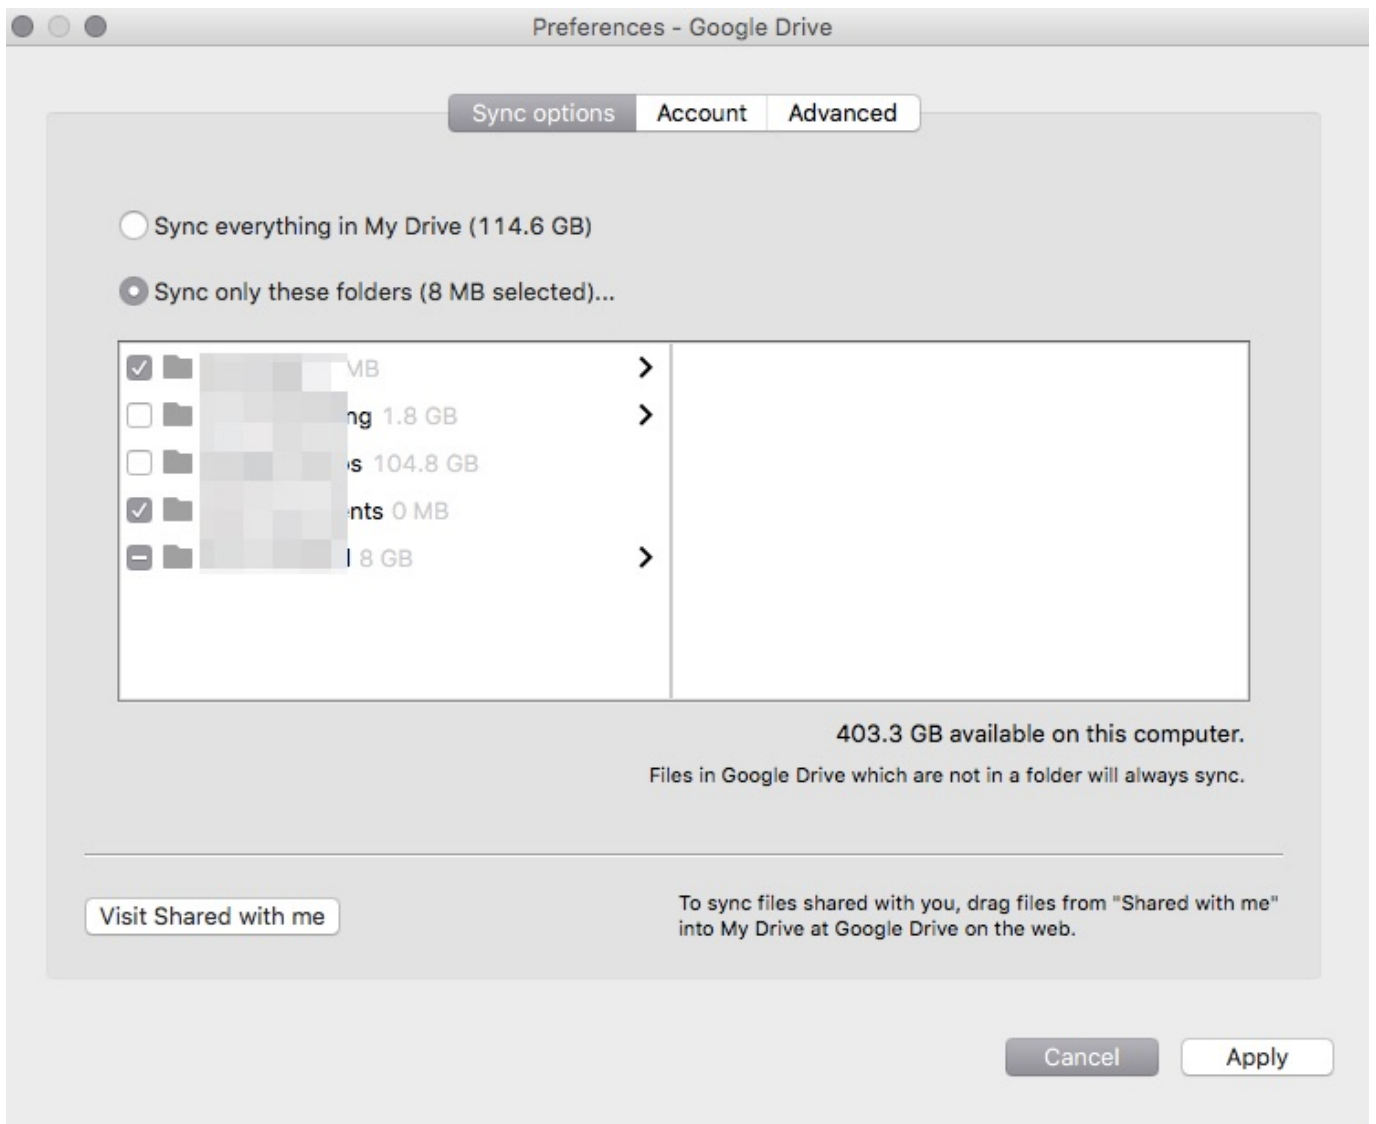 Preferences - Google Drive
Sync options Account Advanced
Sync everything in My Drive (114.6 GB)
Sync only these folders (8 MB selected)...
MB
1.8 GB
104.8 GB
0 MB
8 GB
403.3 GB available on this computer.
Files in Google Drive which are not in a folder will always sync.
Visit Shared with me
To sync files shared with you, drag files from "Shared with me"
into My Drive at Google Drive on the web.
Cancel Apply